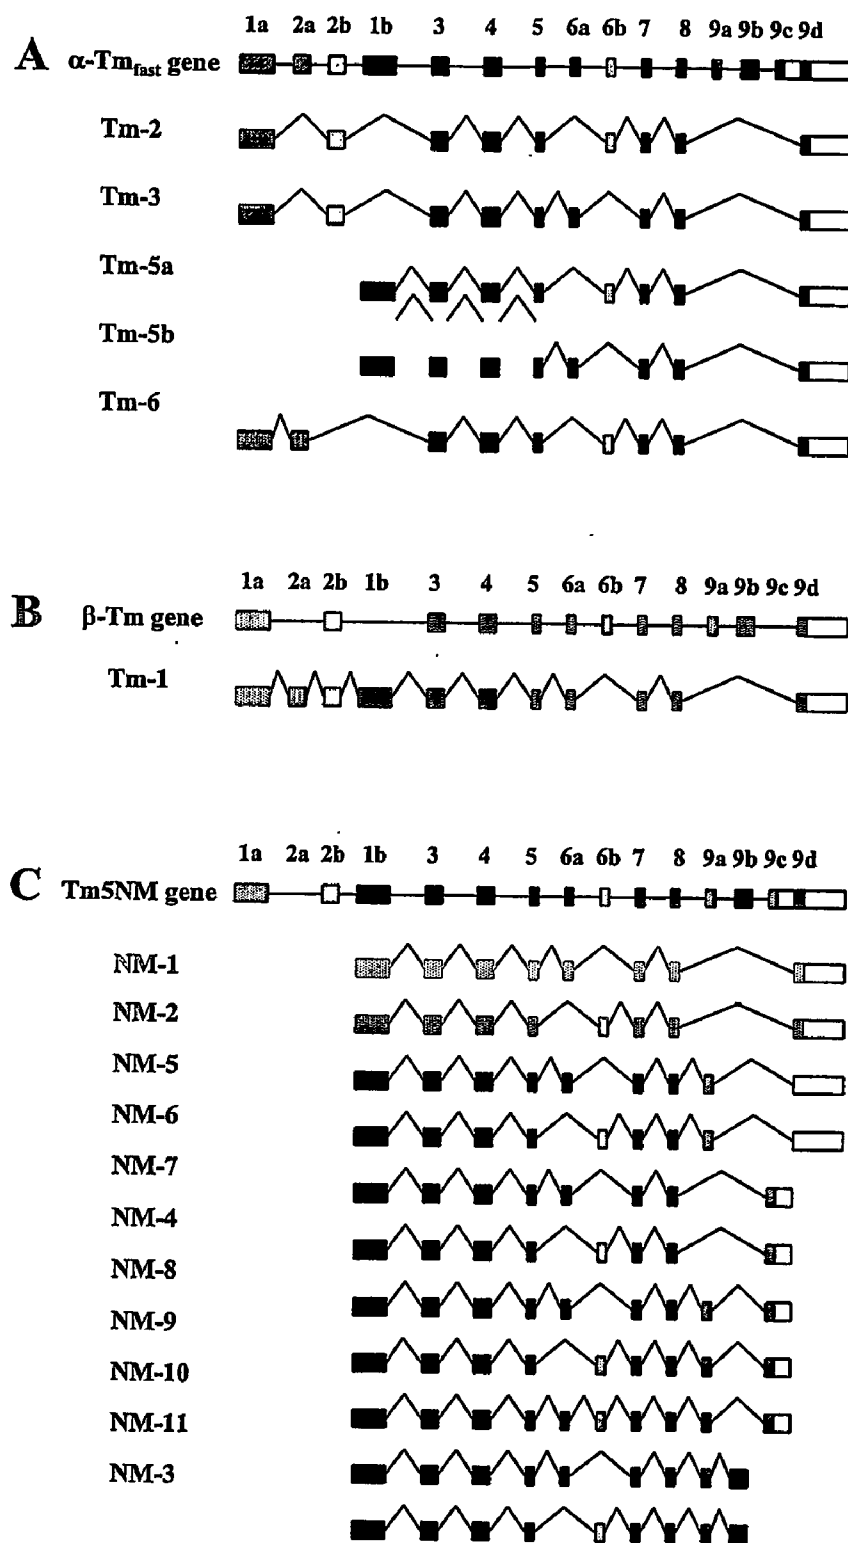 1a 2a 2b 1b 3 4 5 6a 6b 7 8 9a 9b 9c 9d
A α-Tmfast gene
Tm-2
Tm-3
Tm-5a
Tm-5b
Tm-6
1a 2a 2b 1b 3 4 5 6a 6b 7 8 9a 9b 9c 9d
B β-Tm gene
Tm-1
1a 2a 2b 1b 3 4 5 6a 6b 7 8 9a 9b 9c 9d
C Tm5NM gene
NM-1
NM-2
NM-5
NM-6
NM-7
NM-4
NM-8
NM-9
NM-10
NM-11
NM-3